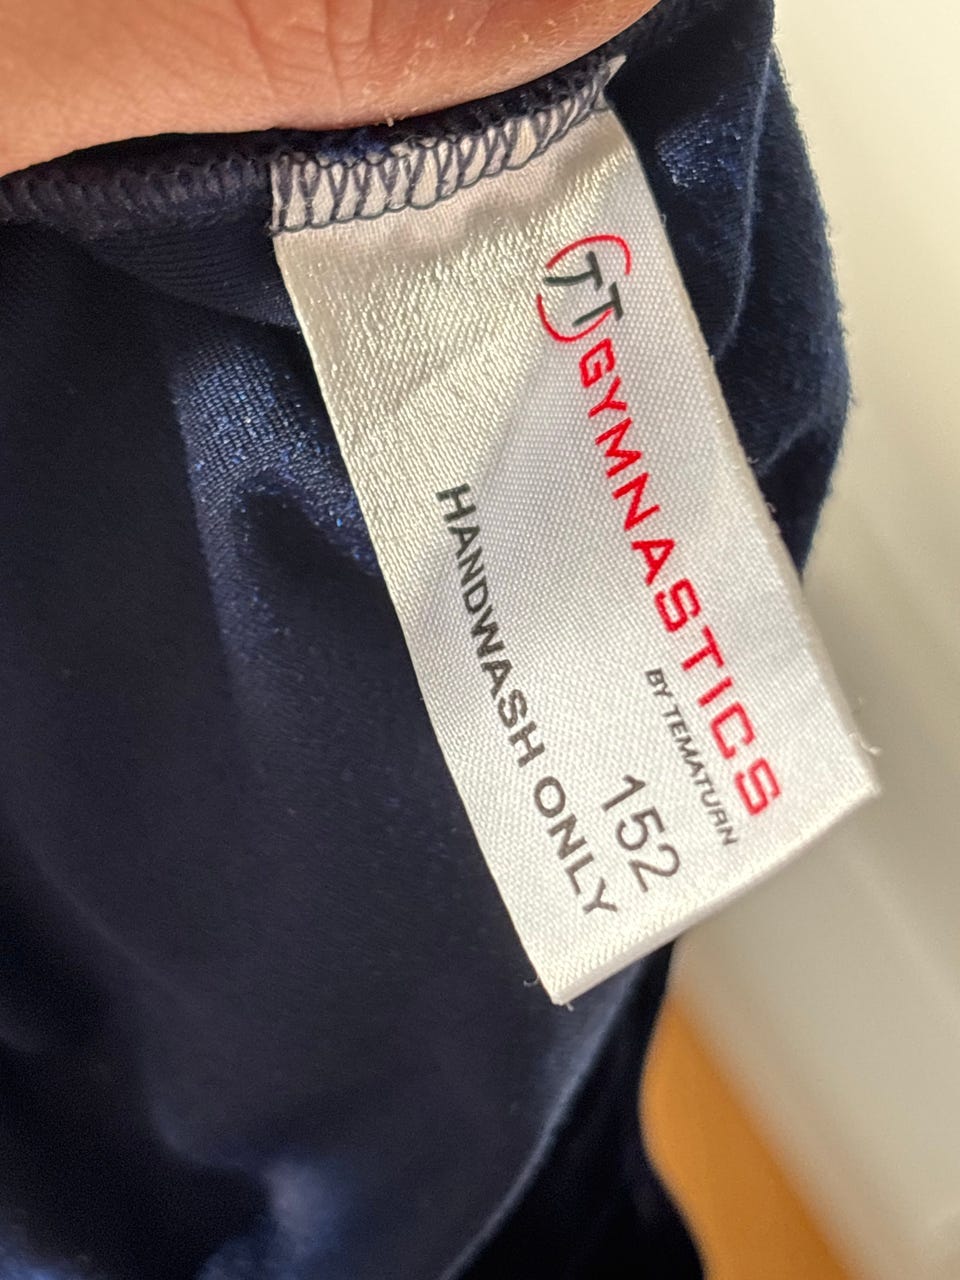 TT
GYMNASTICS
BY TEMATURN
152
HANDWASH ONLY